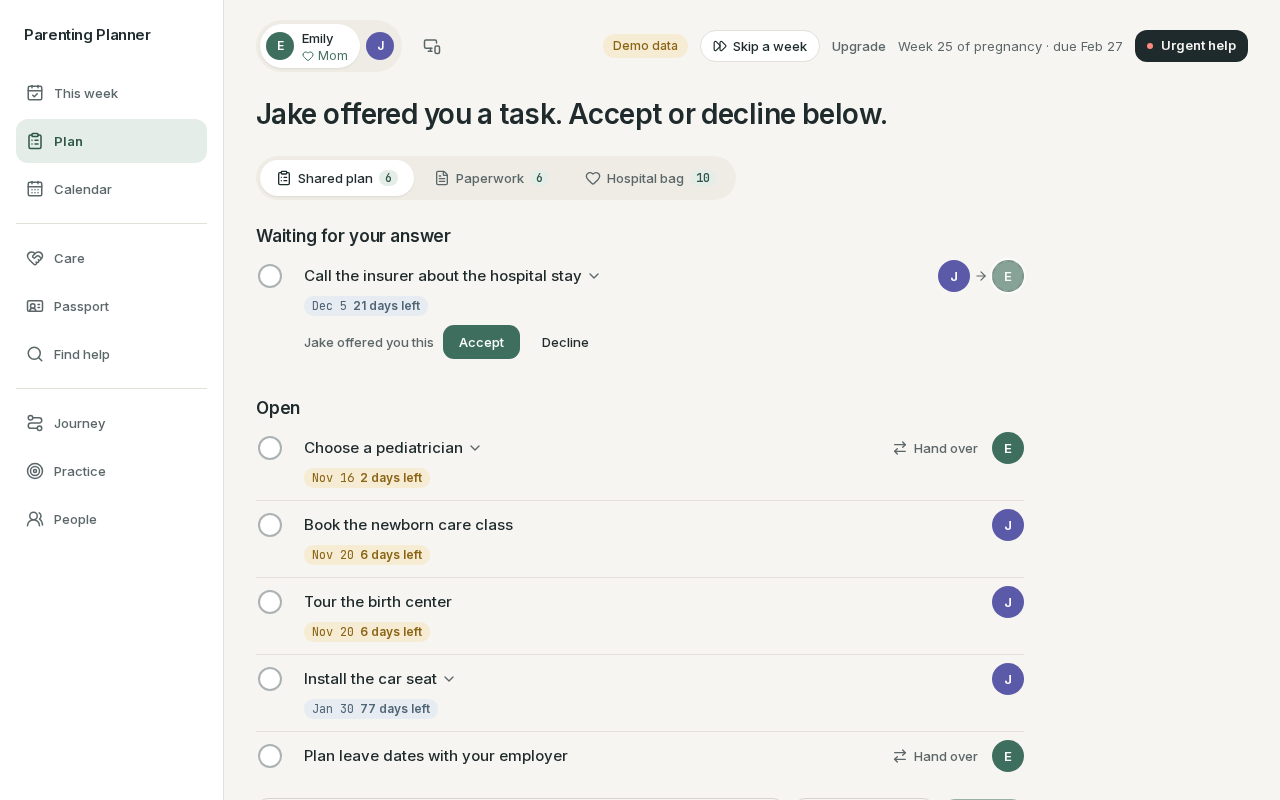 Parenting Planner
This week
Plan
Calendar
Care
Passport
Find help
Journey
Practice
People
E
Emily
Mom
J
Demo data
Skip a week
Upgrade
Week 25 of pregnancy · due Feb 27
Urgent help
Jake offered you a task. Accept or decline below.
Shared plan 6
Paperwork 6
Hospital bag 10
Waiting for your answer
Call the insurer about the hospital stay
J E
Dec 5 21 days left
Jake offered you this Accept Decline
Open
Choose a pediatrician Hand over E
Nov 16 2 days left
Book the newborn care class J
Nov 20 6 days left
Tour the birth center J
Nov 20 6 days left
Install the car seat J
Jan 30 77 days left
Plan leave dates with your employer Hand over E